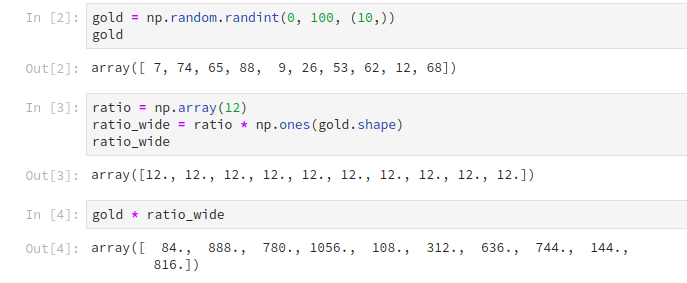 In [2]: gold = np.random.randint(0, 100, (10,))
gold
Out[2]: array([ 7, 74, 65, 88,  9, 26, 53, 62, 12, 68])
In [3]: ratio = np.array(12)
ratio_wide = ratio * np.ones(gold.shape)
ratio_wide
Out[3]: array([12., 12., 12., 12., 12., 12., 12., 12., 12., 12.])
In [4]: gold * ratio_wide
Out[4]: array([  84.,  888.,  780., 1056.,  108.,  312.,  636.,  744.,  144.,
816.])